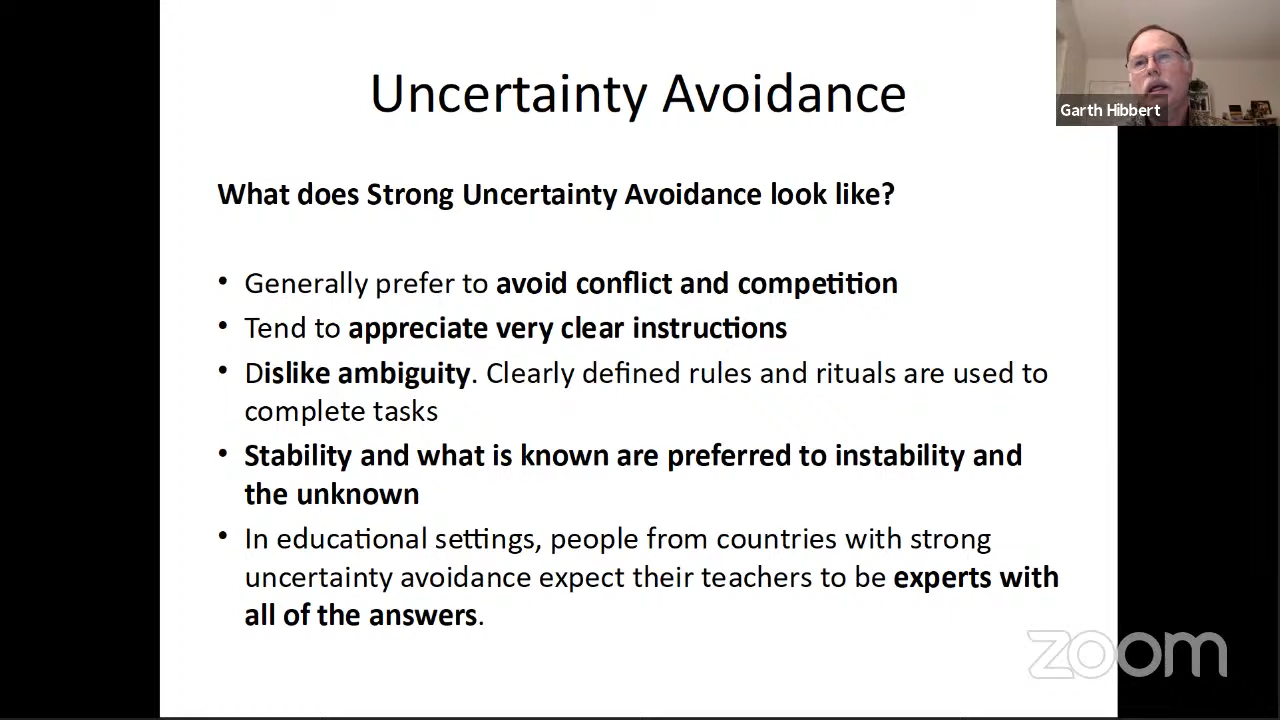 Uncertainty Avoidance
Garth Hibbert
What does Strong Uncertainty Avoidance look like?
• Generally prefer to avoid conflict and competition
• Tend to appreciate very clear instructions
• Dislike ambiguity. Clearly defined rules and rituals are used to
complete tasks
• Stability and what is known are preferred to instability and
the unknown
• In educational settings, people from countries with strong
uncertainty avoidance expect their teachers to be experts with
all of the answers.
zoom